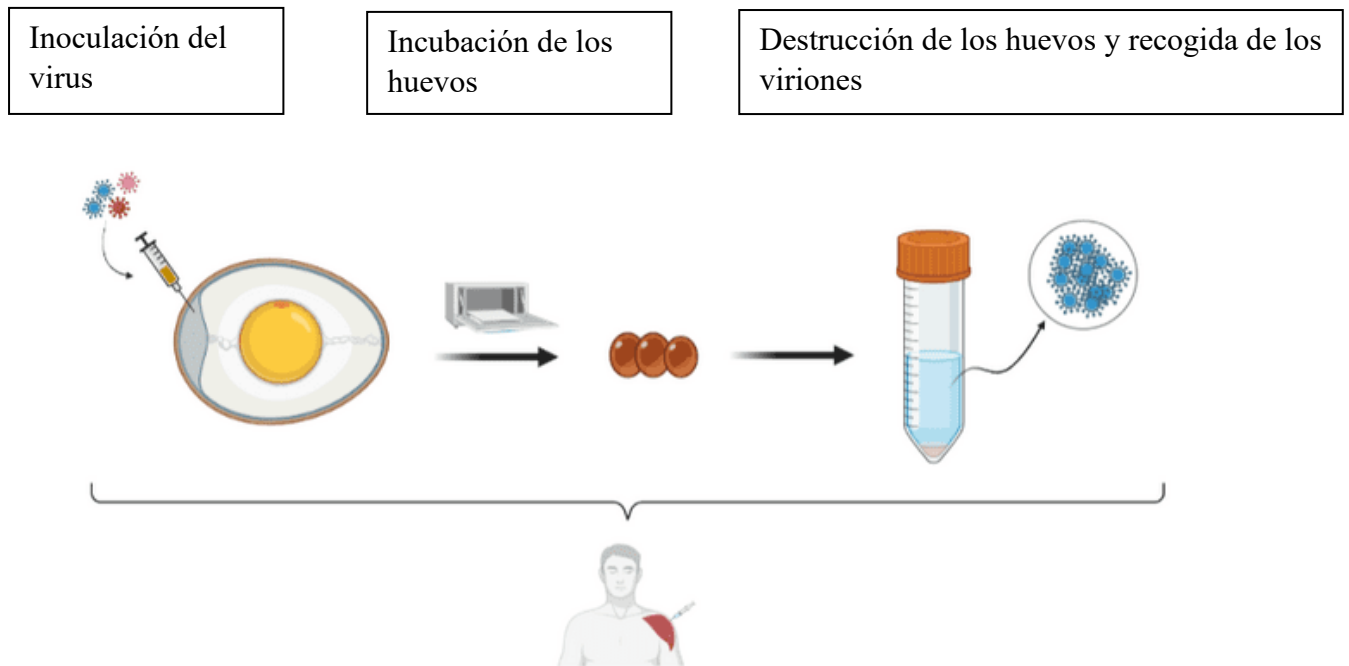 Inoculación del
virus
Incubación de los
huevos
Destrucción de los huevos y recogida de los
viriones